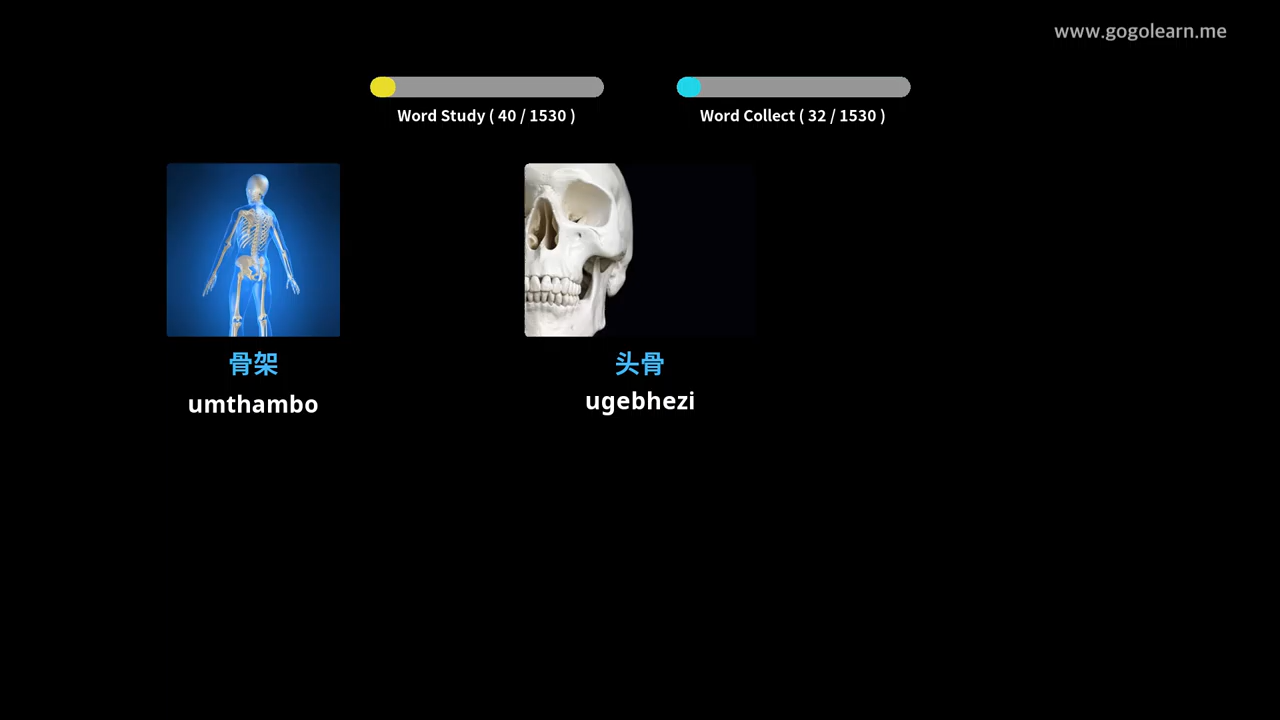 www.gogolearn.me
Word Study ( 40 / 1530 )
Word Collect ( 32 / 1530 )
骨架
umthambo
头骨
ugebhezi